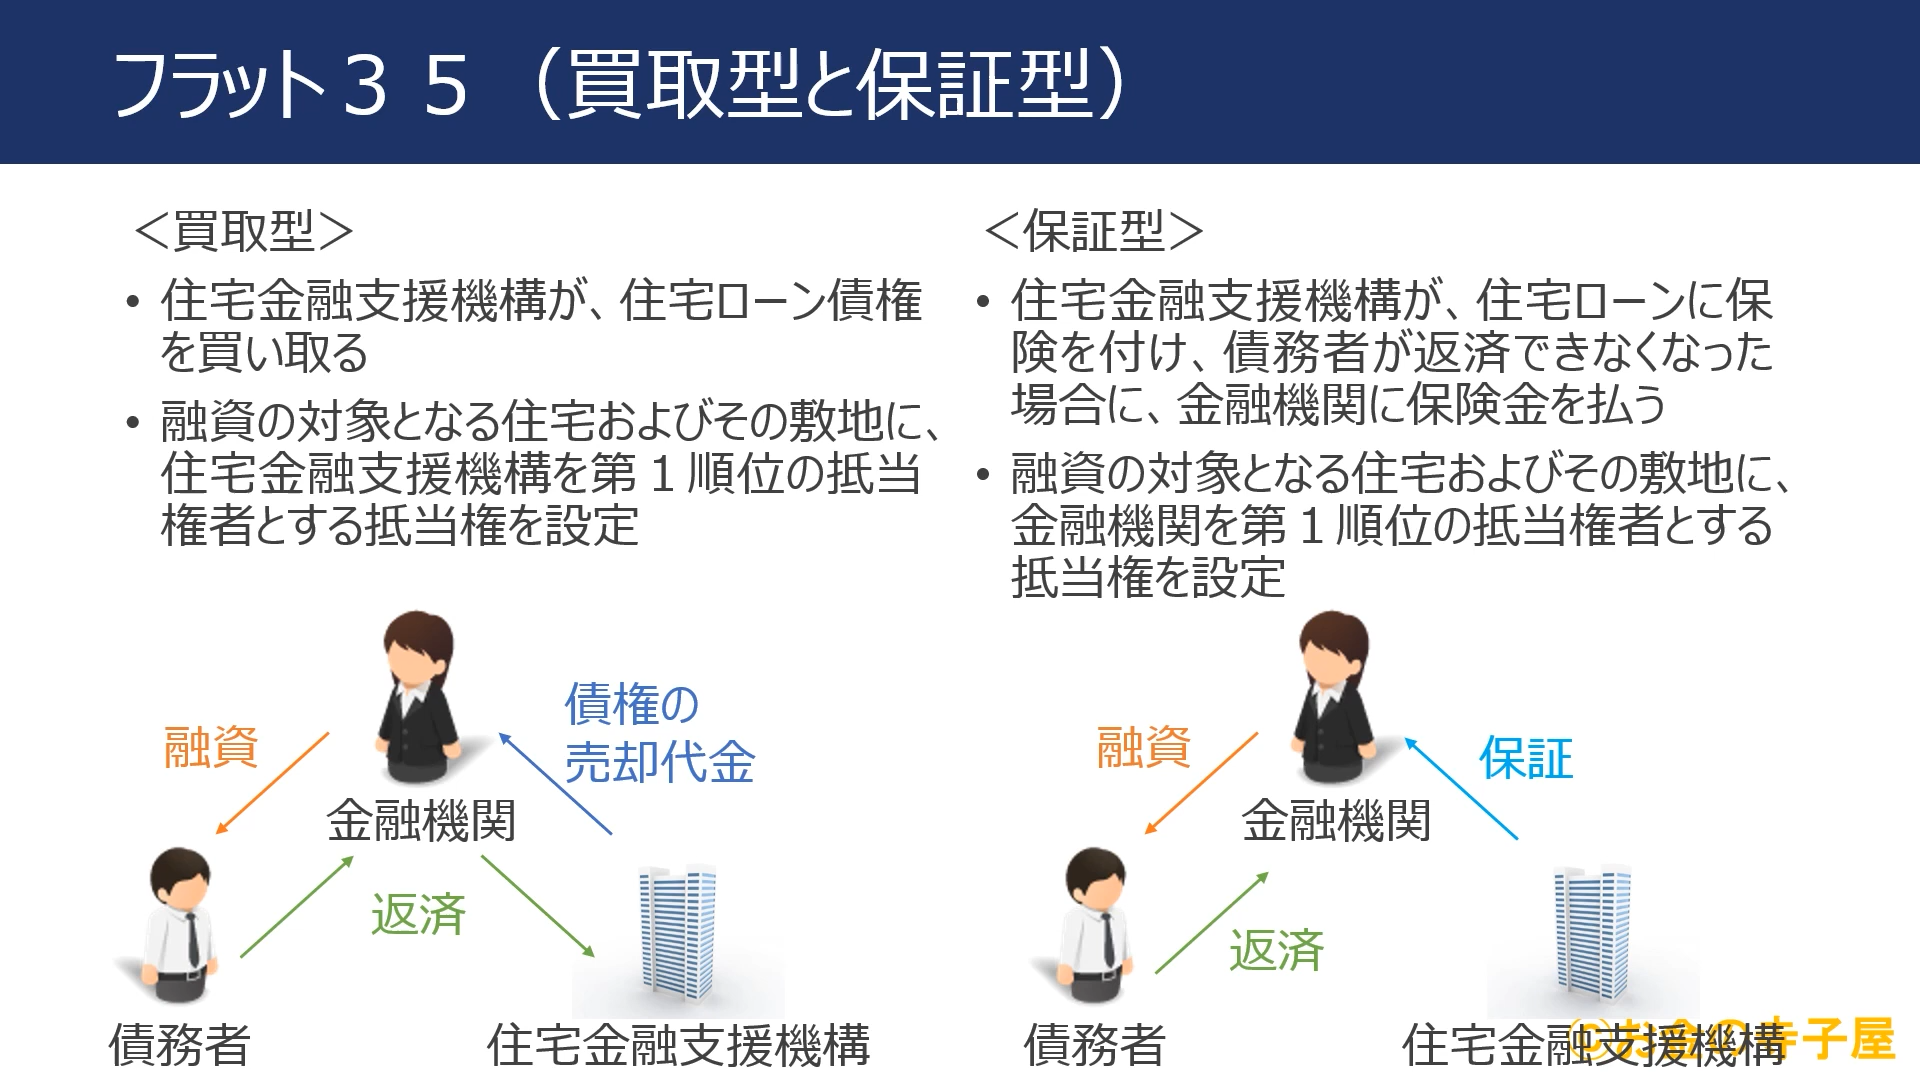 フラット３５（買取型と保証型）
＜買取型＞
• 住宅金融支援機構が、住宅ローン債権
を買い取る
• 融資の対象となる住宅およびその敷地に、
住宅金融支援機構を第１順位の抵当
権者とする抵当権を設定
＜保証型＞
• 住宅金融支援機構が、住宅ローンに保
険を付け、債務者が返済できなくなった
場合に、金融機関に保険金を払う
• 融資の対象となる住宅およびその敷地に、
金融機関を第１順位の抵当権者とする
抵当権を設定
融資
債権の
売却代金
金融機関
返済
債務者
住宅金融支援機構
融資
保証
金融機関
返済
債務者
住宅金融支援機構
©お金の寺子屋